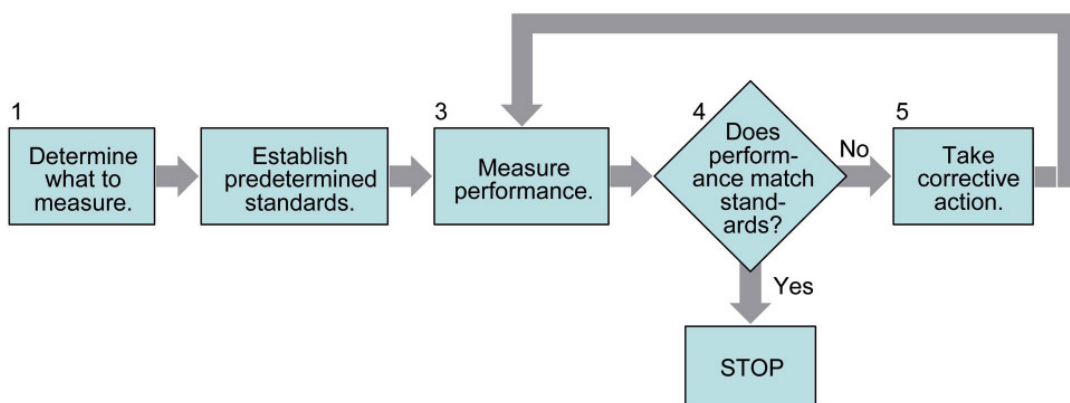 1
Determine
what to
measure.
Establish
predetermined
standards.
3
Measure
performance.
4
Does
perform-
ance match
stand-
ards?
No
5
Take
corrective
action.
Yes
STOP